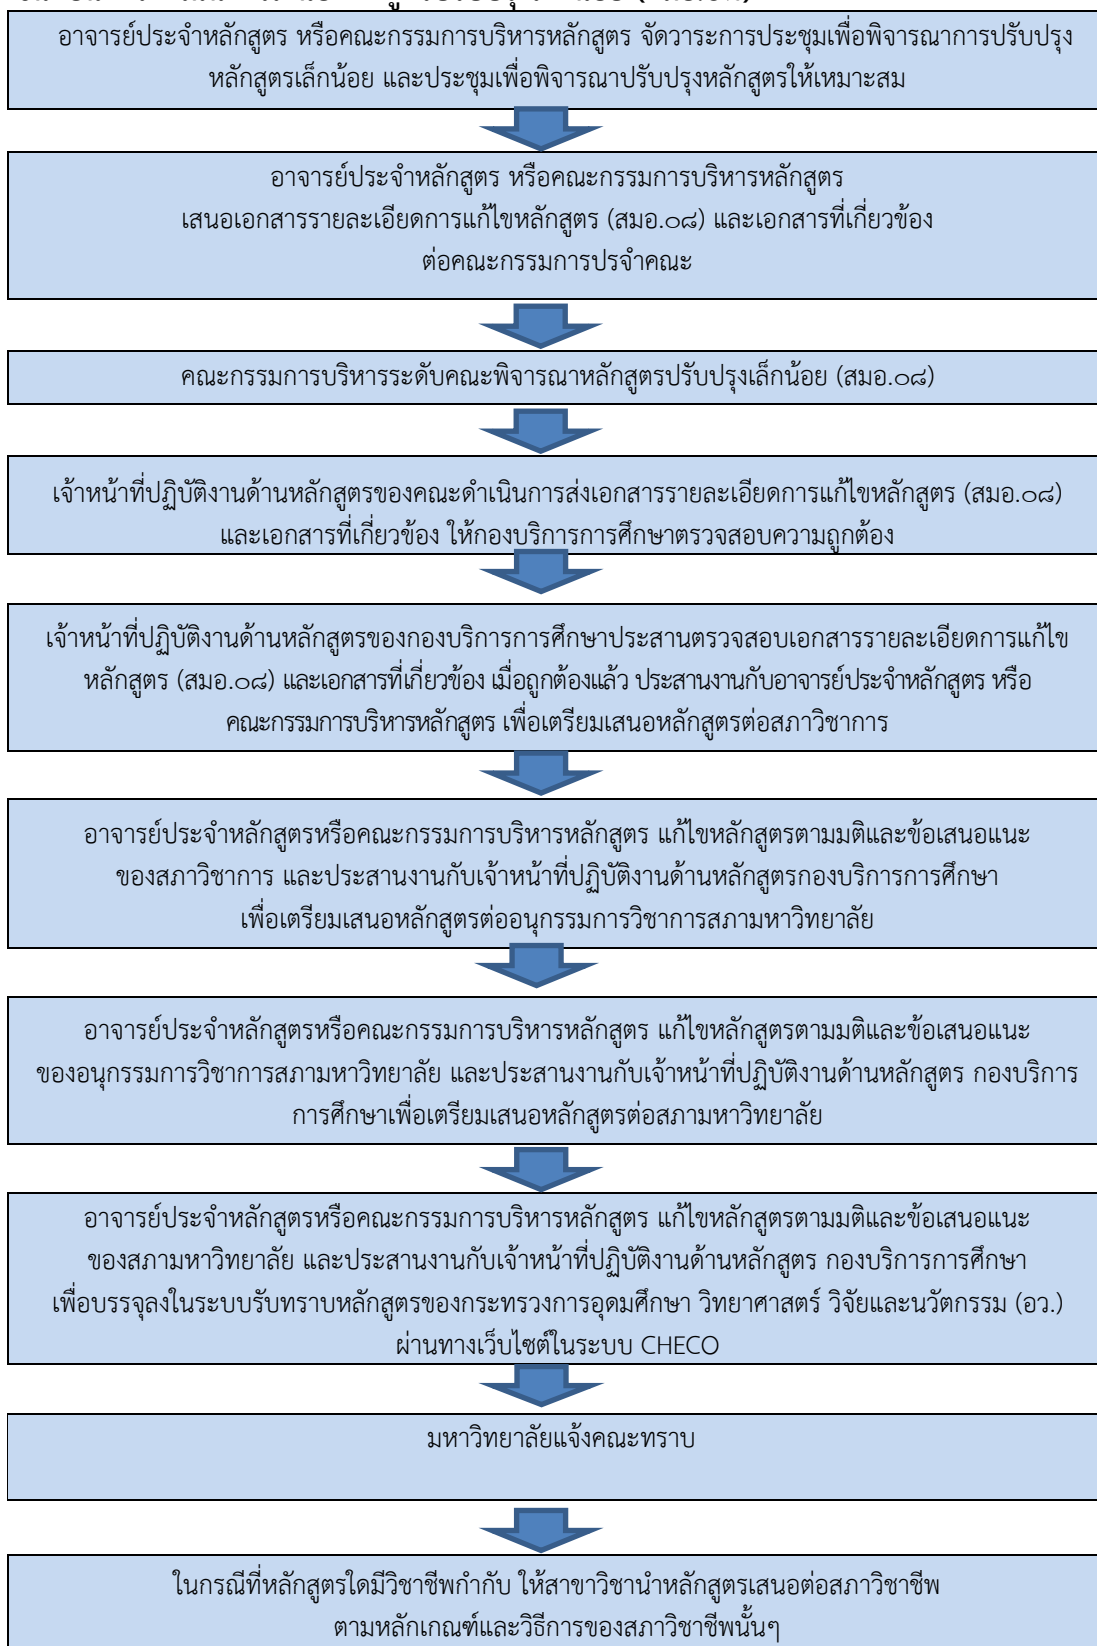 อาจารย์ประจำหลักสูตร หรือคณะกรรมการบริหารหลักสูตร จัดวาระการประชุมเพื่อพิจารณาการปรับปรุง
หลักสูตรเล็กน้อย และประชุมเพื่อพิจารณาปรับปรุงหลักสูตรให้เหมาะสม
อาจารย์ประจำหลักสูตร หรือคณะกรรมการบริหารหลักสูตร
เสนอเอกสารรายละเอียดการแก้ไขหลักสูตร (สมอ.๐๘) และเอกสารที่เกี่ยวข้อง
ต่อคณะกรรมการปรจำคณะ
คณะกรรมการบริหารระดับคณะพิจารณาหลักสูตรปรับปรุงเล็กน้อย (สมอ.๐๘)
เจ้าหน้าที่ปฏิบัติงานด้านหลักสูตรของคณะดำเนินการส่งเอกสารรายละเอียดการแก้ไขหลักสูตร (สมอ.๐๘)
และเอกสารที่เกี่ยวข้อง ให้กองบริการการศึกษาตรวจสอบความถูกต้อง
เจ้าหน้าที่ปฏิบัติงานด้านหลักสูตรของกองบริการการศึกษาประสานตรวจสอบเอกสารรายละเอียดการแก้ไข
หลักสูตร (สมอ.๐๘) และเอกสารที่เกี่ยวข้อง เมื่อถูกต้องแล้ว ประสานงานกับอาจารย์ประจำหลักสูตร หรือ
คณะกรรมการบริหารหลักสูตร เพื่อเตรียมเสนอหลักสูตรต่อสภาวิชาการ
อาจารย์ประจำหลักสูตรหรือคณะกรรมการบริหารหลักสูตร แก้ไขหลักสูตรตามมติและข้อเสนอแนะ
ของสภาวิชาการ และประสานงานกับเจ้าหน้าที่ปฏิบัติงานด้านหลักสูตรกองบริการการศึกษา
เพื่อเตรียมเสนอหลักสูตรต่ออนุกรรมการวิชาการสภามหาวิทยาลัย
อาจารย์ประจำหลักสูตรหรือคณะกรรมการบริหารหลักสูตร แก้ไขหลักสูตรตามมติและข้อเสนอแนะ
ของอนุกรรมการวิชาการสภามหาวิทยาลัย และประสานงานกับเจ้าหน้าที่ปฏิบัติงานด้านหลักสูตร กองบริการ
การศึกษาเพื่อเตรียมเสนอหลักสูตรต่อสภามหาวิทยาลัย
อาจารย์ประจำหลักสูตรหรือคณะกรรมการบริหารหลักสูตร แก้ไขหลักสูตรตามมติและข้อเสนอแนะ
ของสภามหาวิทยาลัย และประสานงานกับเจ้าหน้าที่ปฏิบัติงานด้านหลักสูตร กองบริการการศึกษา
เพื่อบรรจุลงในระบบรับทราบหลักสูตรของกระทรวงการอุดมศึกษา วิทยาศาสตร์ วิจัยและนวัตกรรม (อว.)
ผ่านทางเว็บไซต์ในระบบ CHECO
มหาวิทยาลัยแจ้งคณะทราบ
ในกรณีที่หลักสูตรใดมีวิชาชีพกำกับ ให้สาขาวิชานำหลักสูตรเสนอต่อสภาวิชาชีพ
ตามหลักเกณฑ์และวิธีการของสภาวิชาชีพนั้นๆ